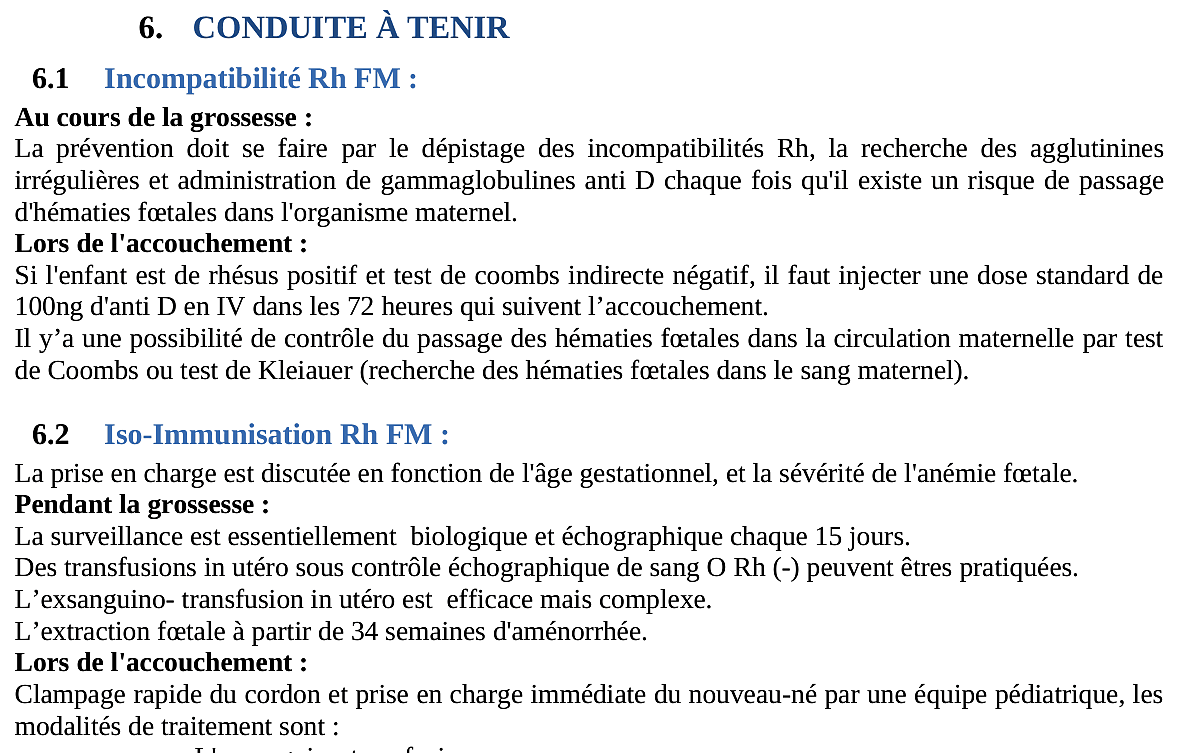 6. CONDUITE À TENIR
6.1 Incompatibilité Rh FM :
Au cours de la grossesse :
La prévention doit se faire par le dépistage des incompatibilités Rh, la recherche des agglutinines
irrégulières et administration de gammaglobulines anti D chaque fois qu'il existe un risque de passage
d'hématies fœtales dans l'organisme maternel.
Lors de l'accouchement :
Si l'enfant est de rhésus positif et test de coombs indirecte négatif, il faut injecter une dose standard de
100ng d'anti D en IV dans les 72 heures qui suivent l’accouchement.
Il y’a une possibilité de contrôle du passage des hématies fœtales dans la circulation maternelle par test
de Coombs ou test de Kleiauer (recherche des hématies fœtales dans le sang maternel).
6.2 Iso-Immunisation Rh FM :
La prise en charge est discutée en fonction de l'âge gestationnel, et la sévérité de l'anémie fœtale.
Pendant la grossesse :
La surveillance est essentiellement  biologique et échographique chaque 15 jours.
Des transfusions in utéro sous contrôle échographique de sang O Rh (-) peuvent êtres pratiquées.
L’exsanguino- transfusion in utéro est  efficace mais complexe.
L’extraction fœtale à partir de 34 semaines d'aménorrhée.
Lors de l'accouchement :
Clampage rapide du cordon et prise en charge immédiate du nouveau-né par une équipe pédiatrique, les
modalités de traitement sont :